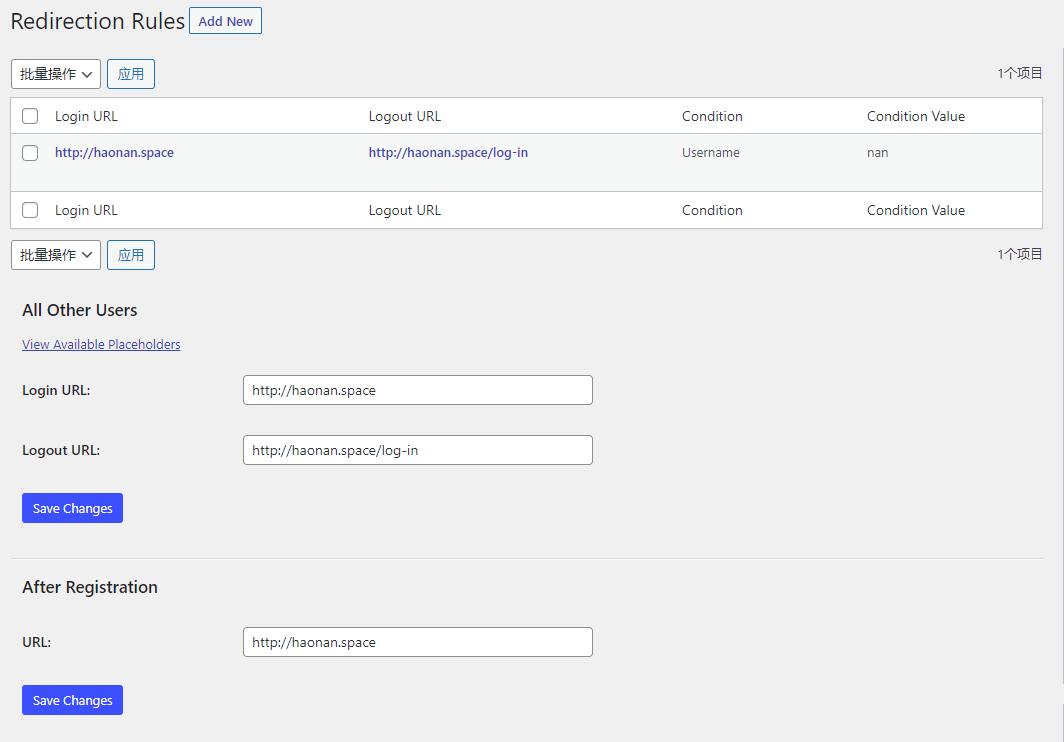 Redirection Rules Add New
批量操作 应用 1个项目
Login URL Logout URL Condition Condition Value
http://haonan.space http://haonan.space/log-in Username nan
Login URL Logout URL Condition Condition Value
批量操作 应用 1个项目
All Other Users
View Available Placeholders
Login URL: http://haonan.space
Logout URL: http://haonan.space/log-in
Save Changes
After Registration
URL: http://haonan.space
Save Changes